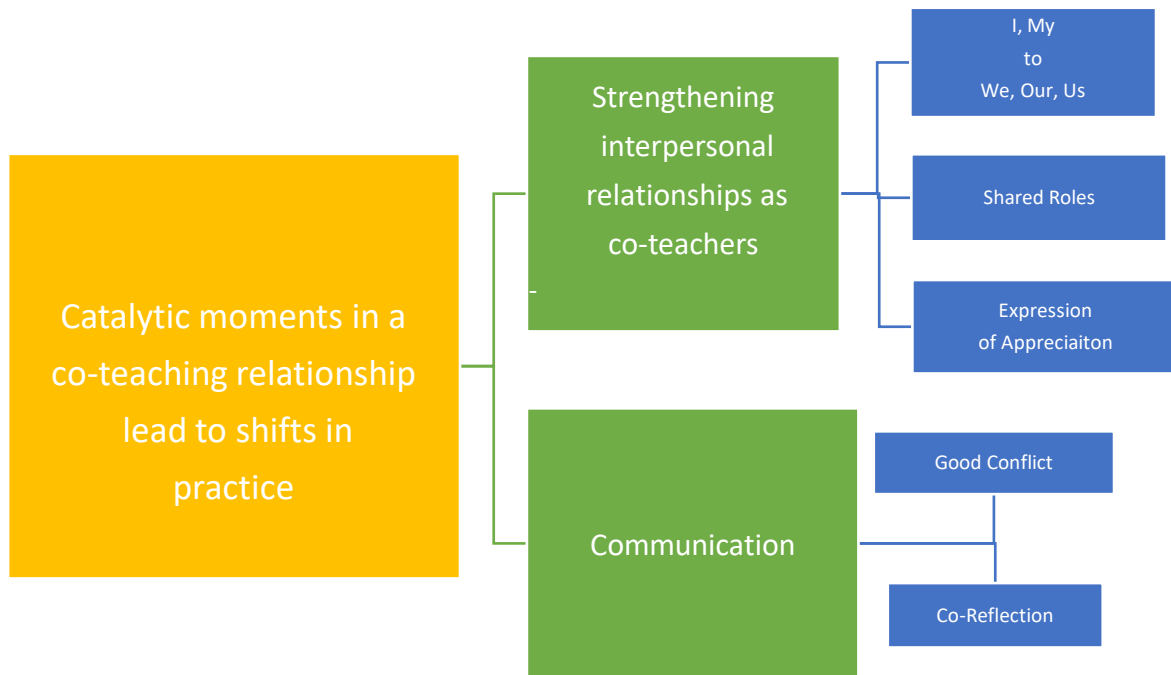 Catalytic moments in a
co-teaching relationship
lead to shifts in
practice
Strengthening
interpersonal
relationships as
co-teachers
-
Communication
I, My
to
We, Our, Us
Shared Roles
Expression
of Appreciaiton
Good Conflict
Co-Reflection